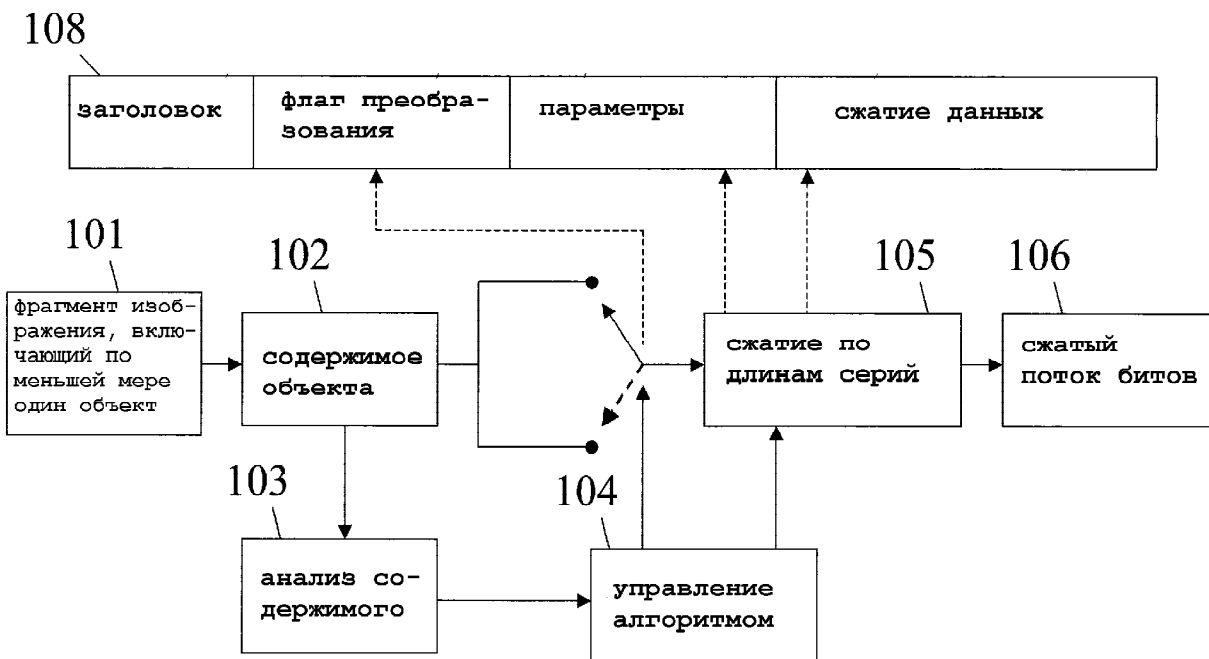 108
заголовок
флаг преобра-
зования
параметры
сжатие данных
101
фрагмент изоб-
ражения, вклю-
чающий по
меньшей мере
один объект
102
содержимое
объекта
105
сжатие по
длинам серий
106
сжатый
поток битов
103
анализ со-
держимого
104
управление
алгоритмом